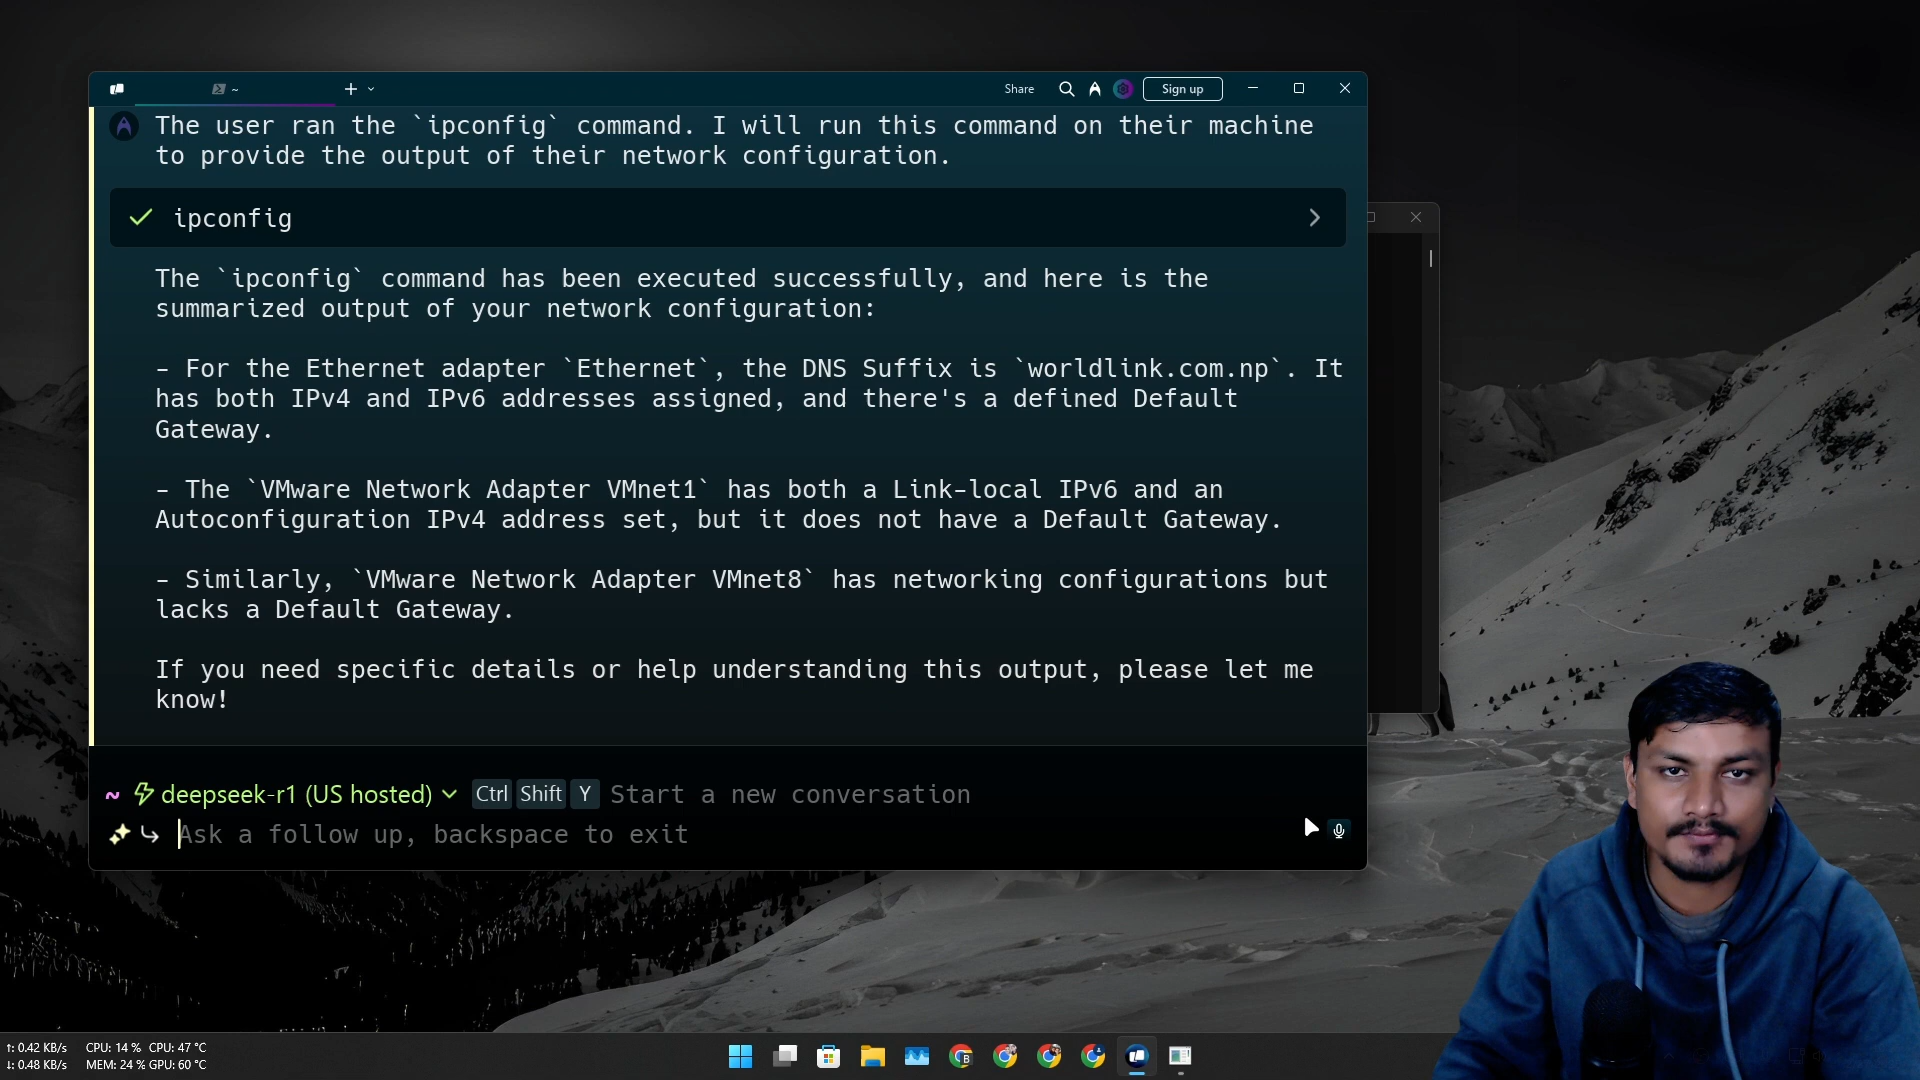 ~
Share
Sign up
The user ran the `ipconfig` command. I will run this command on their machine
to provide the output of their network configuration.
ipconfig
The `ipconfig` command has been executed successfully, and here is the
summarized output of your network configuration:
- For the Ethernet adapter `Ethernet`, the DNS Suffix is `worldlink.com.np`. It
has both IPv4 and IPv6 addresses assigned, and there's a defined Default
Gateway.
- The `VMware Network Adapter VMnet1` has both a Link-local IPv6 and an
Autoconfiguration IPv4 address set, but it does not have a Default Gateway.
- Similarly, `VMware Network Adapter VMnet8` has networking configurations but
lacks a Default Gateway.
If you need specific details or help understanding this output, please let me
know!
~ deepseek-r1 (US hosted) Ctrl Shift Y Start a new conversation
Ask a follow up, backspace to exit
↑: 0.42 KB/s CPU: 14 % CPU: 47 °C
↓: 0.48 KB/s MEM: 24 % GPU: 60 °C